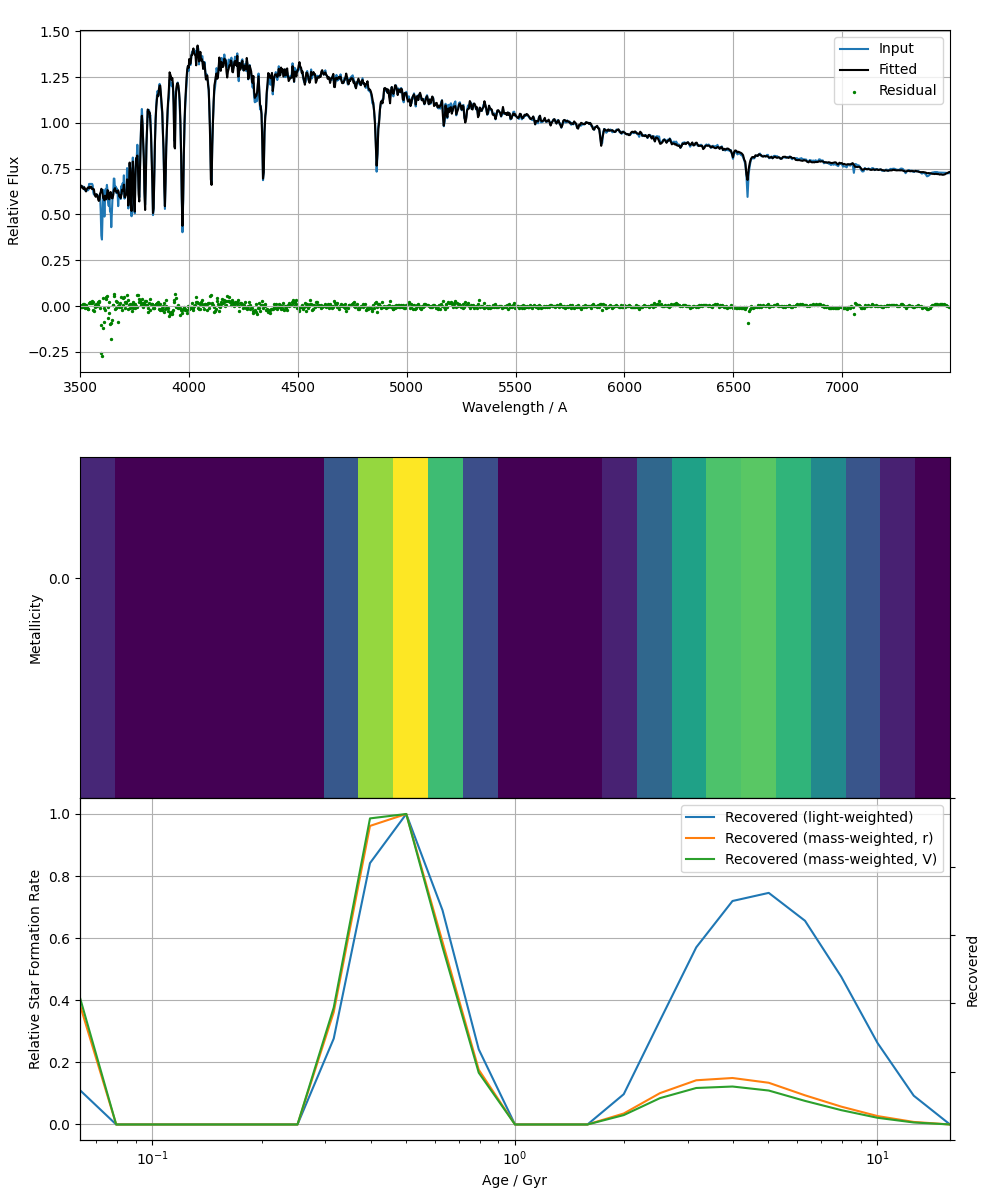 1.50
1.25
1.00
0.75
0.50
0.25
0.00
−0.25
Relative Flux
Input
Fitted
Residual
3500 4000 4500 5000 5500 6000 6500 7000
Wavelength / A
0.0
Metallicity
1.0
0.8
0.6
0.4
0.2
0.0
Relative Star Formation Rate
Recovered (light-weighted)
Recovered (mass-weighted, r)
Recovered (mass-weighted, V)
Recovered
10⁻¹ 10⁰ 10¹
Age / Gyr